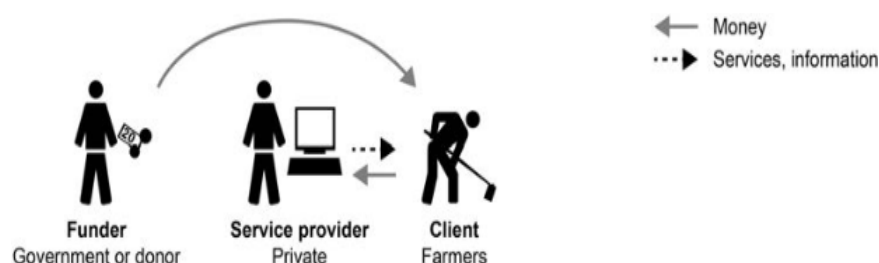 Money
Services, information
20
Funder
Government or donor
Service provider
Private
Client
Farmers